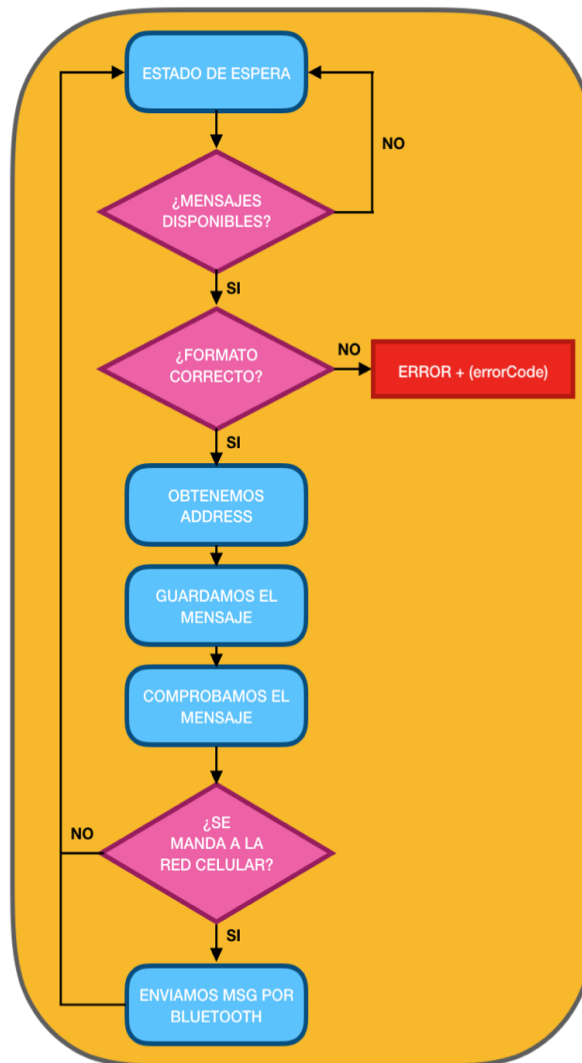 ESTADO DE ESPERA
NO
¿MENSAJES
DISPONIBLES?
SI
¿FORMATO
CORRECTO?
NO
ERROR + (errorCode)
SI
OBTENEMOS
ADDRESS
GUARDAMOS EL
MENSAJE
COMPROBAMOS EL
MENSAJE
¿SE
MANDA A LA
RED CELULAR?
NO
SI
ENVIAMOS MSG POR
BLUETOOTH